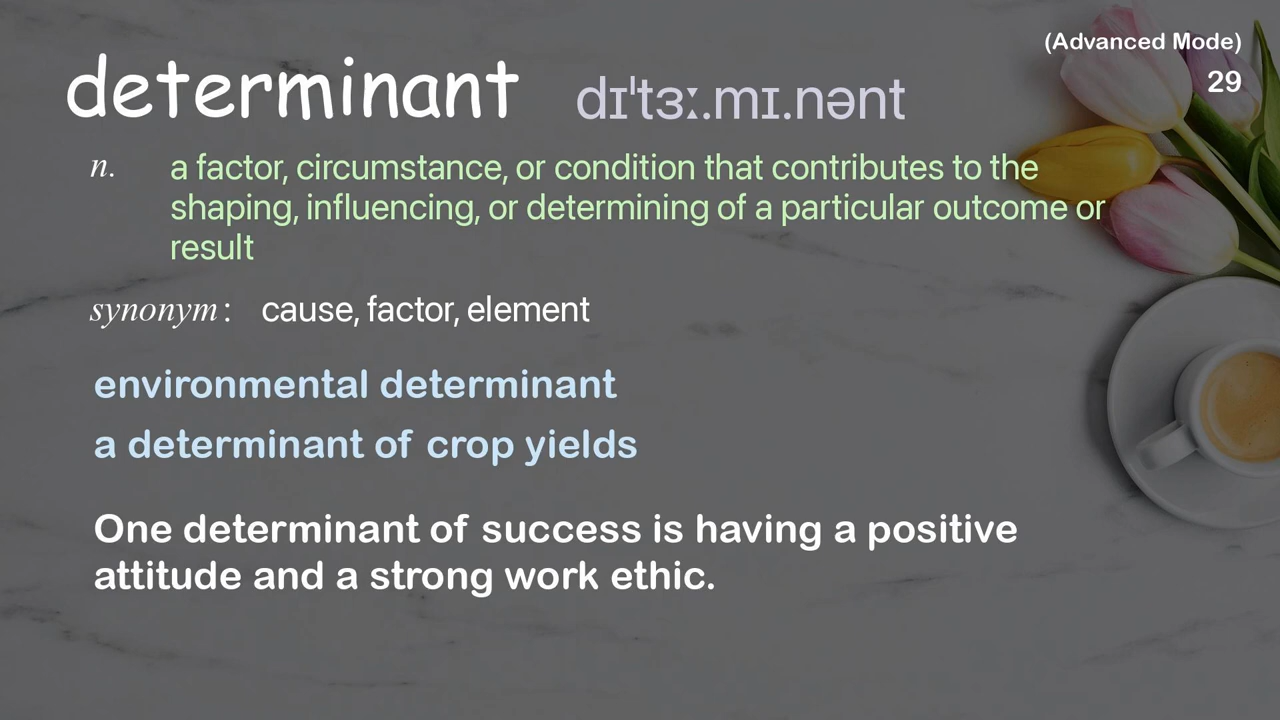 (Advanced Mode)
29
determinant dɪˈtɜː.mɪ.nənt
n. a factor, circumstance, or condition that contributes to the
shaping, influencing, or determining of a particular outcome or
result
synonym: cause, factor, element
environmental determinant
a determinant of crop yields
One determinant of success is having a positive
attitude and a strong work ethic.